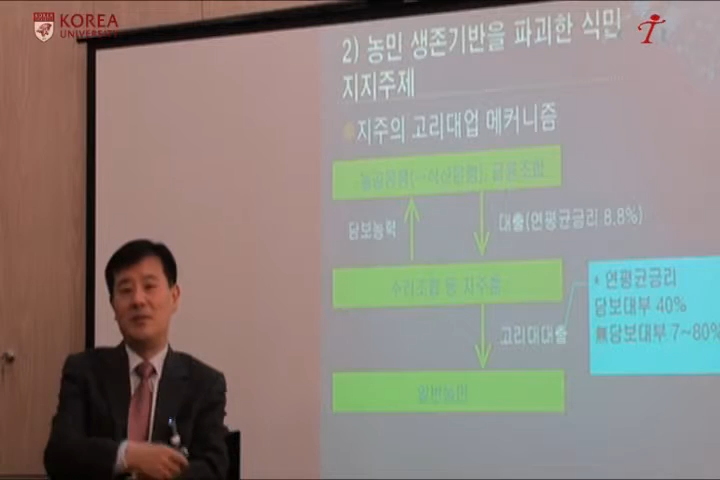 KOREA
UNIVERSITY
2) 농민 생존기반을 파괴한 식민
지지주제
지주의 고리대업 메커니즘
담보능력
대출(연평균금리 8.8%)
* 연평균금리
담보대부 40%
無담보대부 7~80%
고리대대출
일반농민